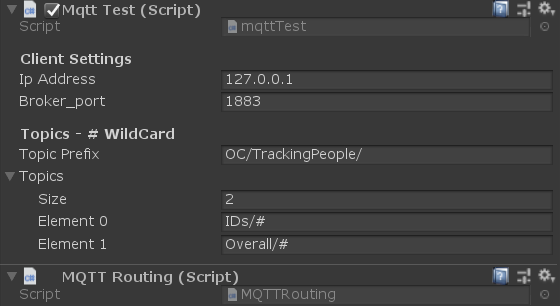 Mqtt Test (Script)
Script mqttTest
Client Settings
Ip Address 127.0.0.1
Broker_port 1883
Topics - # WildCard
Topic Prefix OC/TrackingPeople/
Topics
Size 2
Element 0 IDs/#
Element 1 Overall/#
MQTT Routing (Script)
Script MQTTRouting